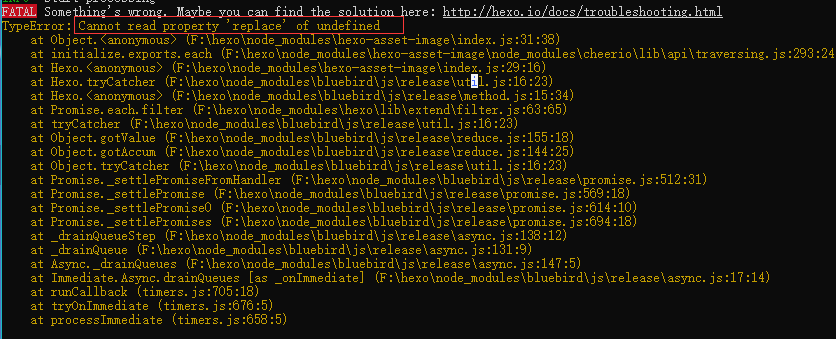 FATAL Something's wrong. Maybe you can find the solution here: http://hexo.io/docs/troubleshooting.html
TypeError: Cannot read property 'replace' of undefined
at Object.<anonymous> (F:\hexo\node_modules\hexo-asset-image\index.js:31:38)
at initialize.exports.each (F:\hexo\node_modules\hexo-asset-image\node_modules\cheerio\lib\api\traversing.js:293:24
at Hexo.<anonymous> (F:\hexo\node_modules\hexo-asset-image\index.js:29:16)
at Hexo.tryCatcher (F:\hexo\node_modules\bluebird\js\release\util.js:16:23)
at Hexo.<anonymous> (F:\hexo\node_modules\bluebird\js\release\method.js:15:34)
at Promise.each.filter (F:\hexo\node_modules\hexo\lib\extend\filter.js:63:65)
at tryCatcher (F:\hexo\node_modules\bluebird\js\release\util.js:16:23)
at Object.gotValue (F:\hexo\node_modules\bluebird\js\release\reduce.js:155:18)
at Object.gotAccum (F:\hexo\node_modules\bluebird\js\release\reduce.js:144:25)
at Object.tryCatcher (F:\hexo\node_modules\bluebird\js\release\util.js:16:23)
at Promise._settlePromiseFromHandler (F:\hexo\node_modules\bluebird\js\release\promise.js:512:31)
at Promise._settlePromise (F:\hexo\node_modules\bluebird\js\release\promise.js:569:18)
at Promise._settlePromise0 (F:\hexo\node_modules\bluebird\js\release\promise.js:614:10)
at Promise._settlePromises (F:\hexo\node_modules\bluebird\js\release\promise.js:694:18)
at _drainQueueStep (F:\hexo\node_modules\bluebird\js\release\async.js:138:12)
at _drainQueue (F:\hexo\node_modules\bluebird\js\release\async.js:131:9)
at Async._drainQueues (F:\hexo\node_modules\bluebird\js\release\async.js:147:5)
at Immediate.Async.drainQueues [as _onImmediate] (F:\hexo\node_modules\bluebird\js\release\async.js:17:14)
at runCallback (timers.js:705:18)
at tryOnImmediate (timers.js:676:5)
at processImmediate (timers.js:658:5)